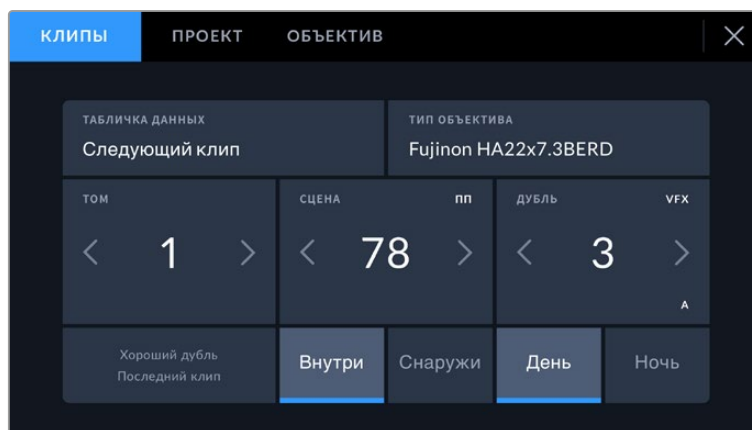 КЛИПЫ ПРОЕКТ ОБЪЕКТИВ
ТАБЛИЧКА ДАННЫХ
Следующий клип
ТИП ОБЪЕКТИВА
Fujinon HA22x7.3BERD
ТОМ
1
СЦЕНА ПП
78
ДУБЛЬ VFX
3
A
Хороший дубль
Последний клип
Внутри Снаружи День Ночь